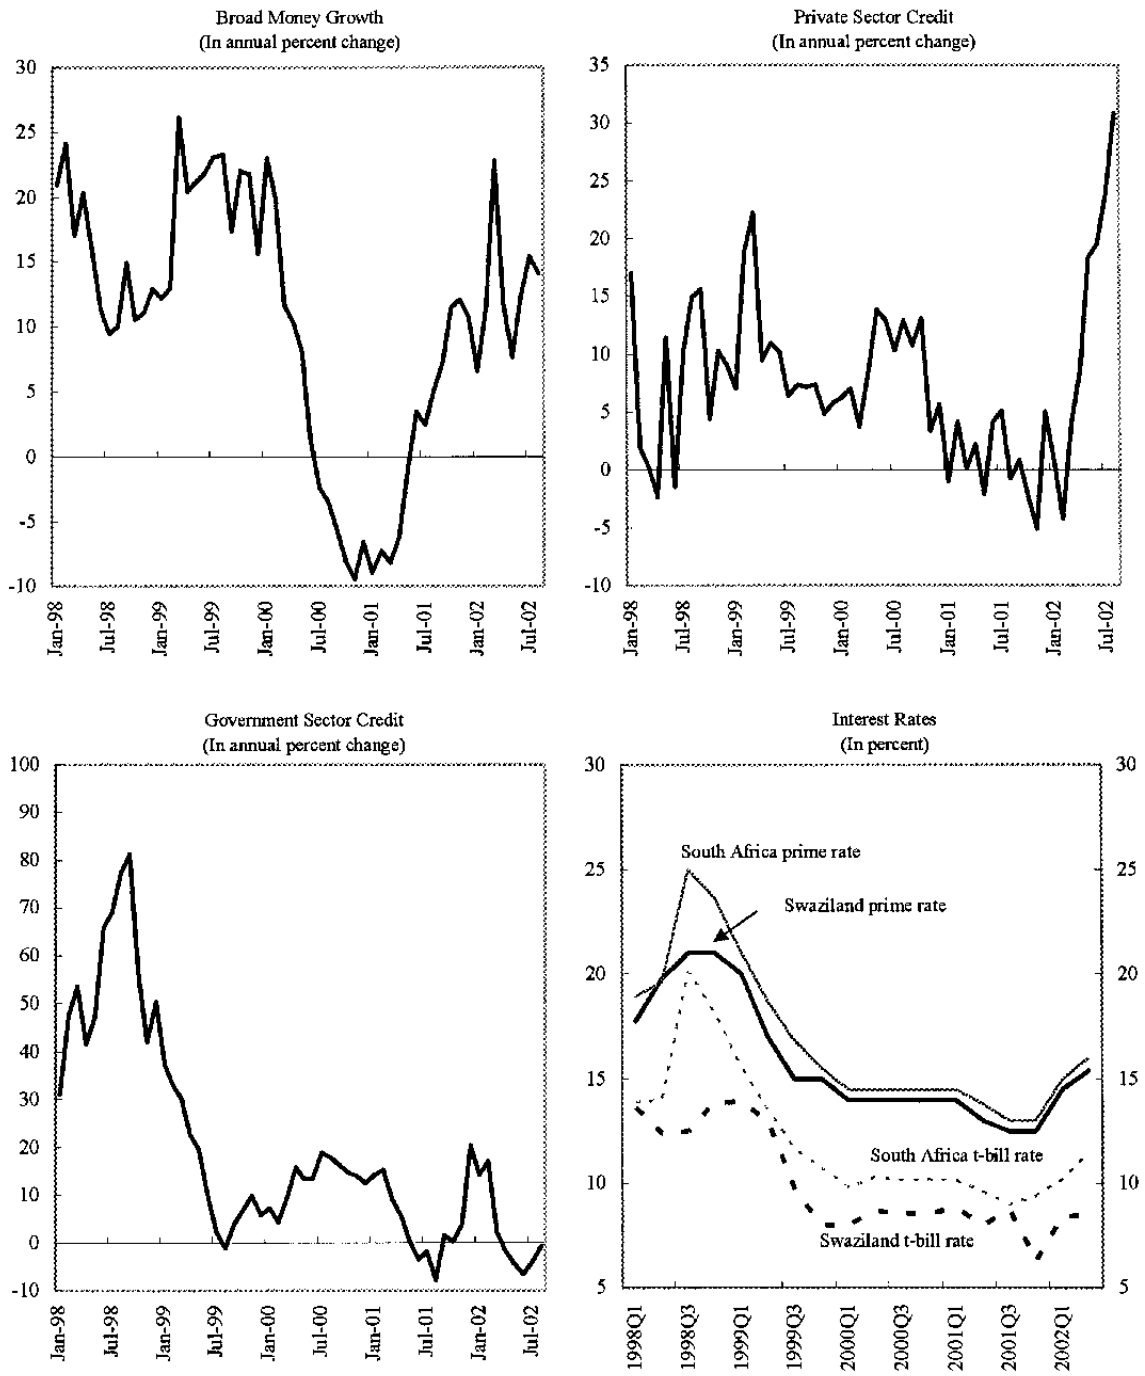 Broad Money Growth
(In annual percent change)
30
25
20
15
10
5
0
-5
-10
Jan-98
Jul-98
Jan-99
Jul-99
Jan-00
Jul-00
Jan-01
Jul-01
Jan-02
Jul-02
Private Sector Credit
(In annual percent change)
35
30
25
20
15
10
5
0
-5
-10
Jan-98
Jul-98
Jan-99
Jul-99
Jan-00
Jul-00
Jan-01
Jul-01
Jan-02
Jul-02
Government Sector Credit
(In annual percent change)
100
90
80
70
60
50
40
30
20
10
0
-10
Jan-98
Jul-98
Jan-99
Jul-99
Jan-00
Jul-00
Jan-01
Jul-01
Jan-02
Jul-02
Interest Rates
(In percent)
30
25
20
15
10
5
30
25
20
15
10
5
South Africa prime rate
Swaziland prime rate
South Africa t-bill rate
Swaziland t-bill rate
1998Q1
1998Q3
1999Q1
1999Q3
2000Q1
2000Q3
2001Q1
2001Q3
2002Q1